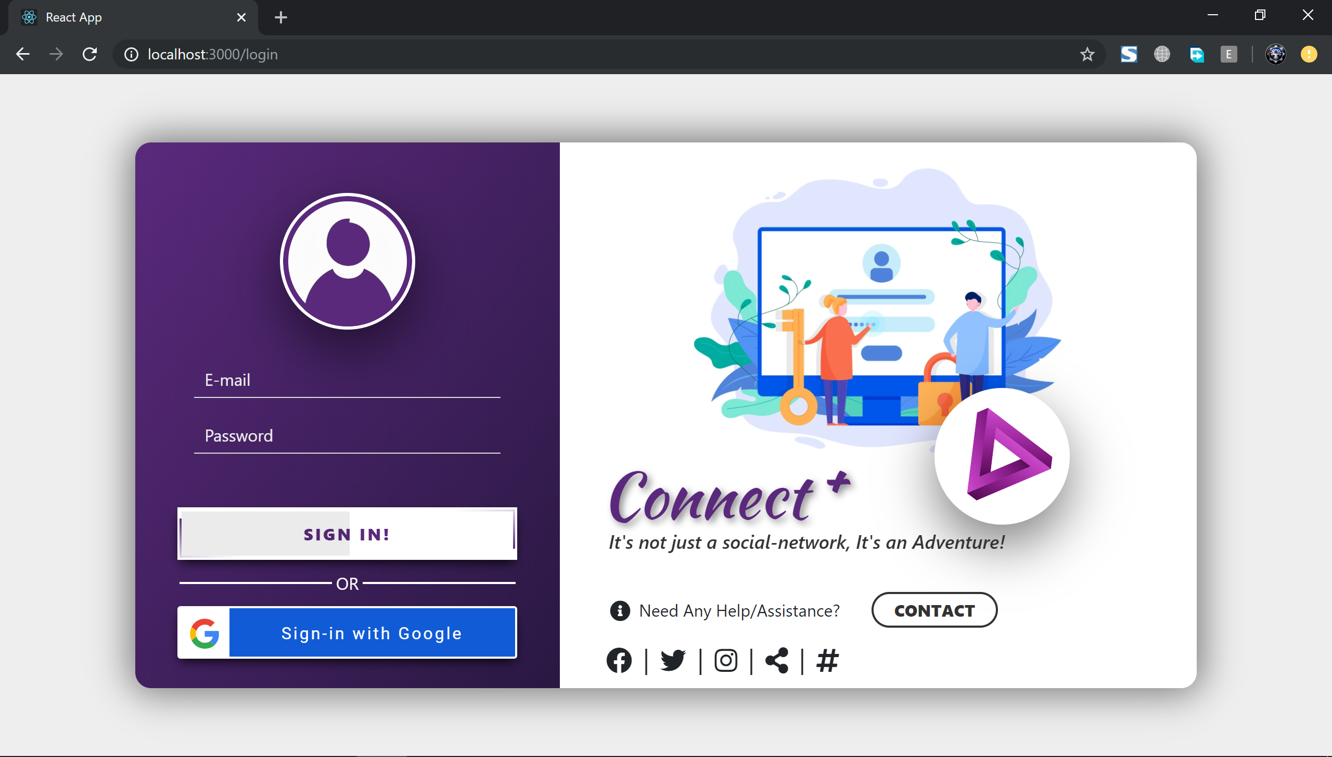 React App
localhost:3000/login
E
E-mail
Password
SIGN IN!
OR
G
Sign-in with Google
Connect+
It's not just a social-network, It's an Adventure!
Need Any Help/Assistance?
CONTACT
| | | | #